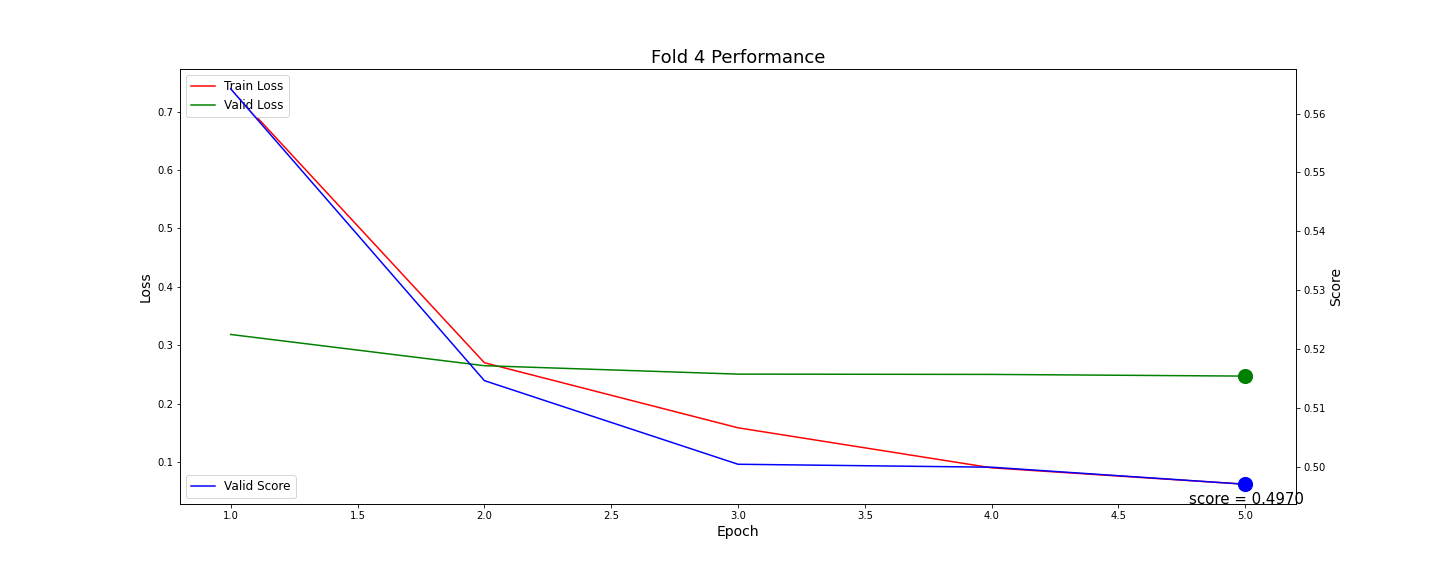 Fold 4 Performance
Train Loss
Valid Loss
Valid Score
0.7
0.6
0.5
0.4
0.3
0.2
0.1
Loss
0.56
0.55
0.54
0.53
0.52
0.51
0.50
Score
score = 0.4970
1.0 1.5 2.0 2.5 3.0 3.5 4.0 4.5 5.0
Epoch